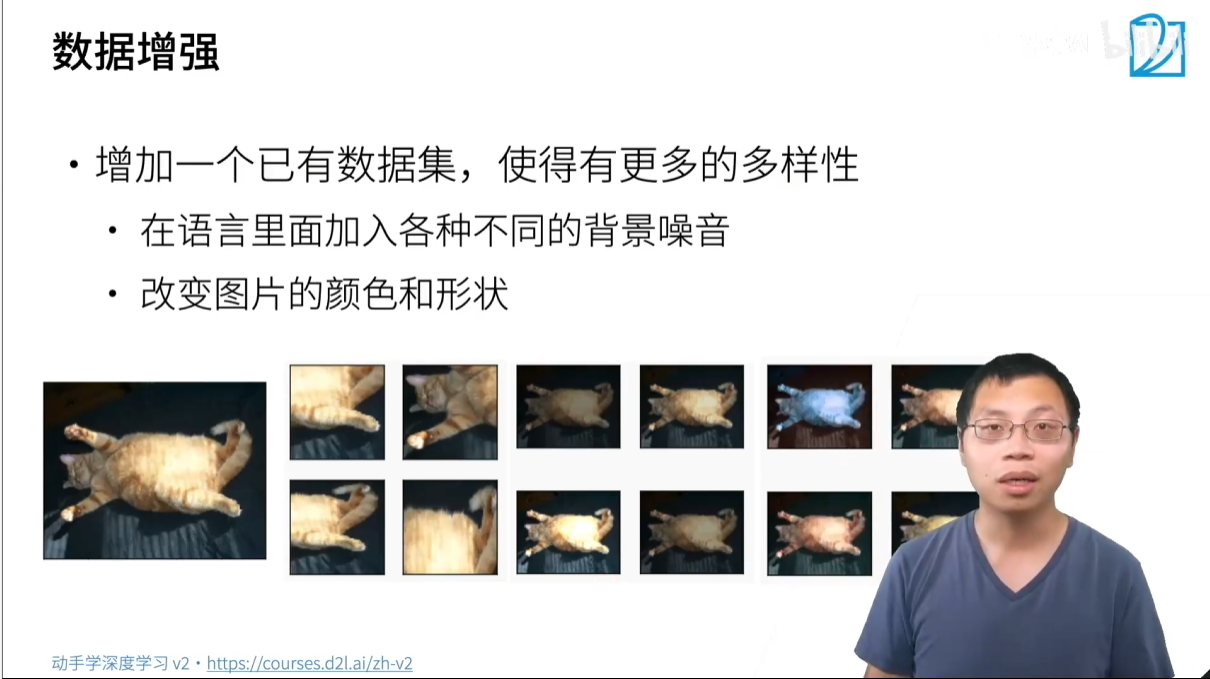 数据增强
• 增加一个已有数据集，使得有更多的多样性
• 在语言里面加入各种不同的背景噪音
• 改变图片的颜色和形状
动手学深度学习 v2 • https://courses.d2l.ai/zh-v2